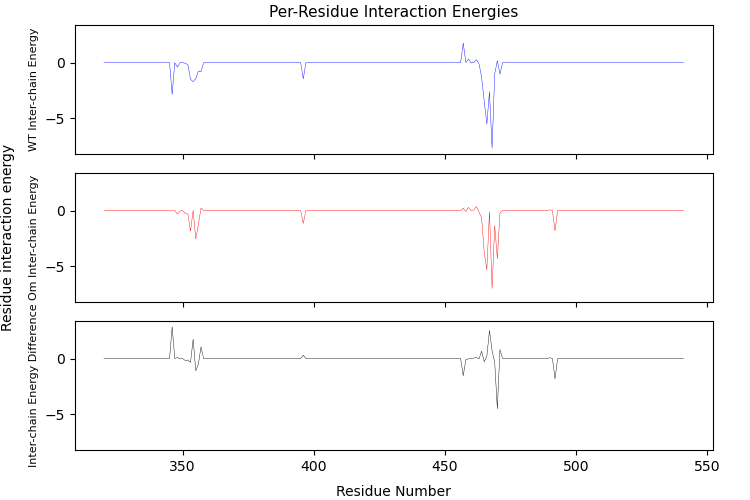 Per-Residue Interaction Energies
Residue interaction energy
WT Inter-chain Energy
0
−5
Om Inter-chain Energy
0
−5
Inter-chain Energy Difference
0
−5
350
400
450
500
550
Residue Number